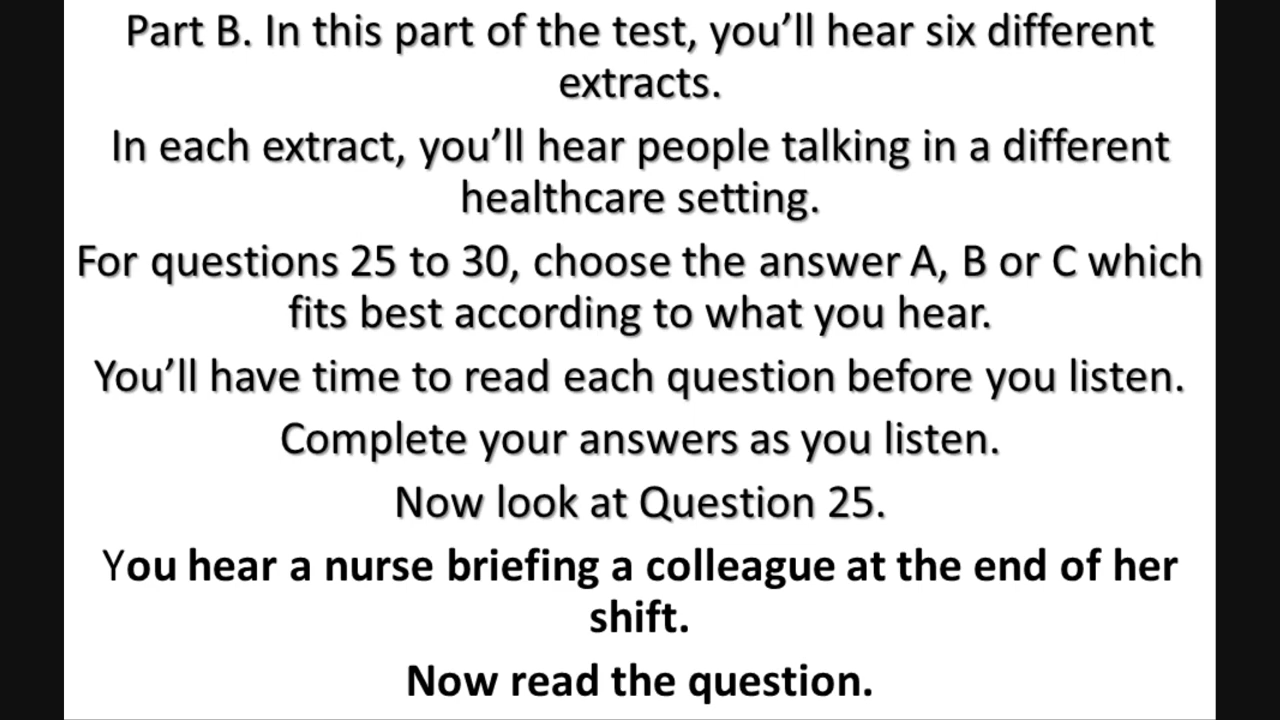 Part B. In this part of the test, you’ll hear six different
extracts.
In each extract, you’ll hear people talking in a different
healthcare setting.
For questions 25 to 30, choose the answer A, B or C which
fits best according to what you hear.
You’ll have time to read each question before you listen.
Complete your answers as you listen.
Now look at Question 25.
You hear a nurse briefing a colleague at the end of her
shift.
Now read the question.